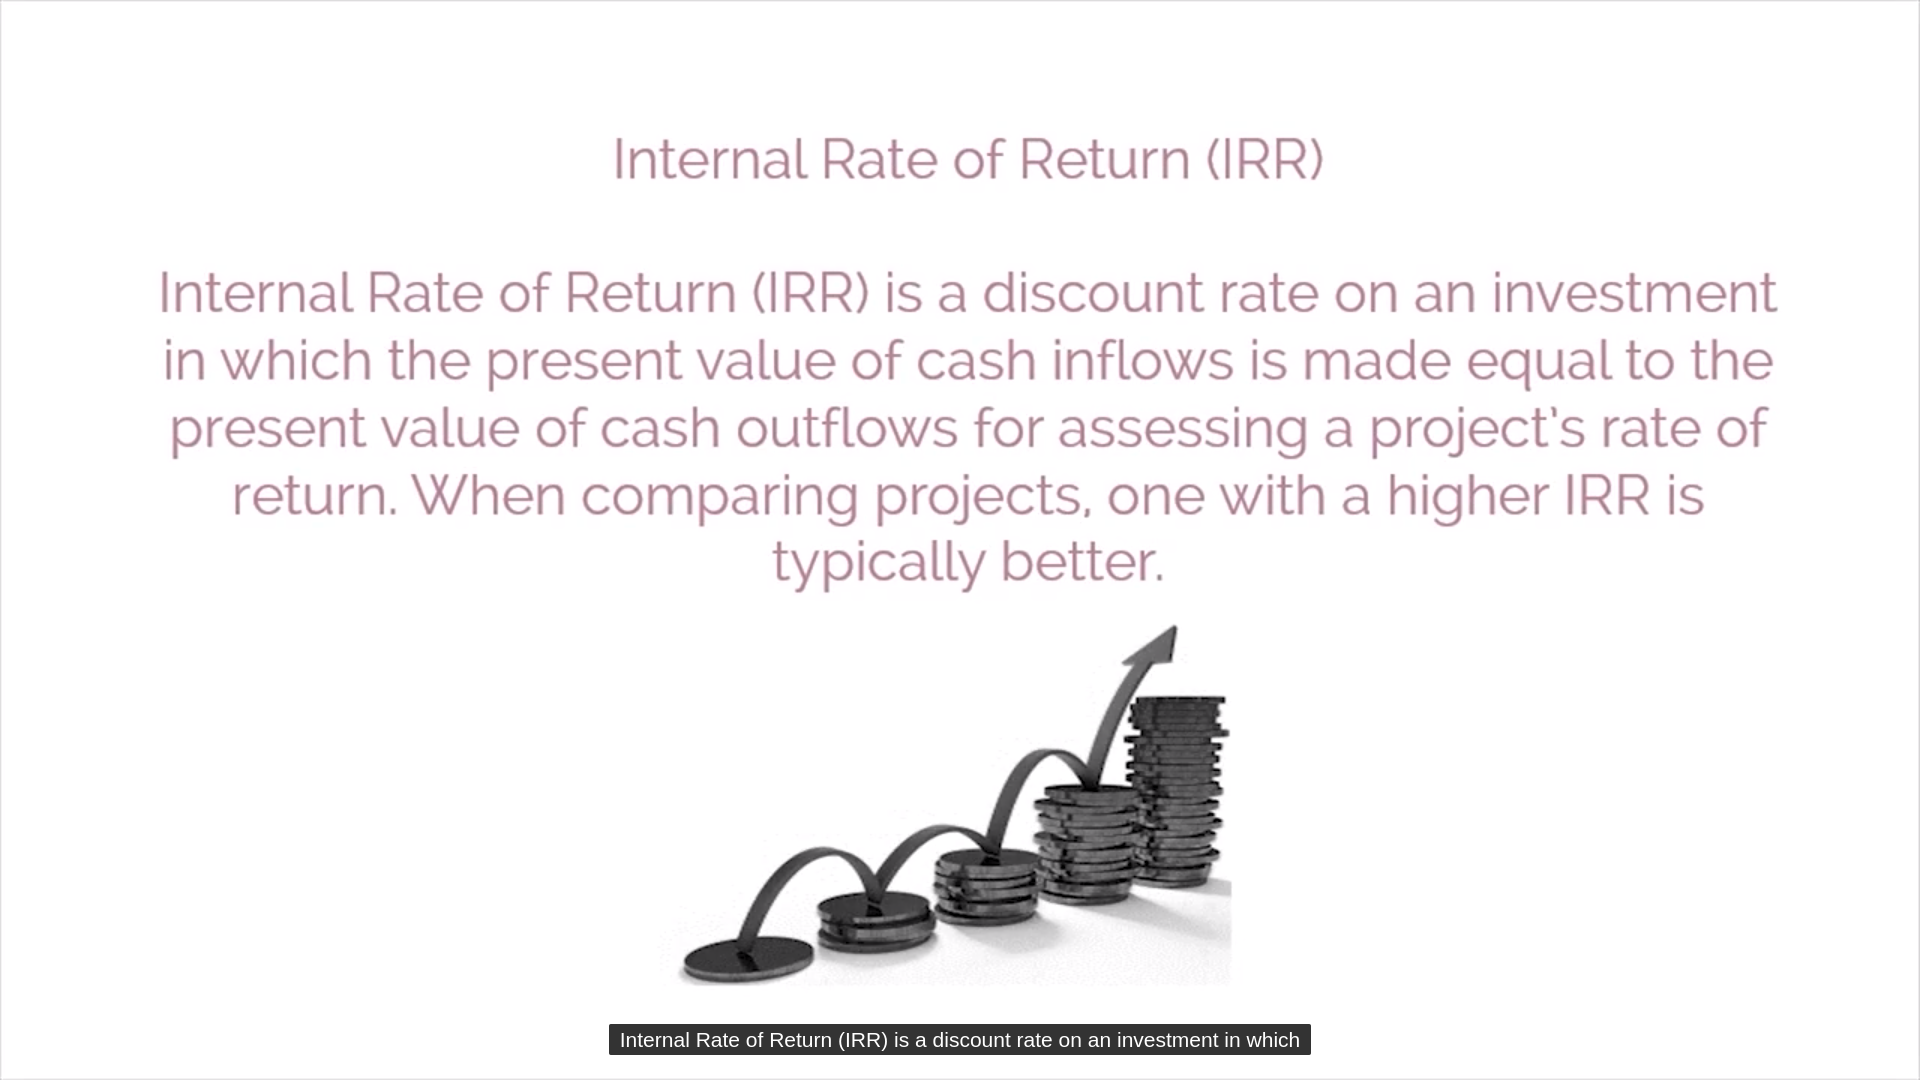 Internal Rate of Return (IRR)
Internal Rate of Return (IRR) is a discount rate on an investment
in which the present value of cash inflows is made equal to the
present value of cash outflows for assessing a project's rate of
return. When comparing projects, one with a higher IRR is
typically better.
Internal Rate of Return (IRR) is a discount rate on an investment in which